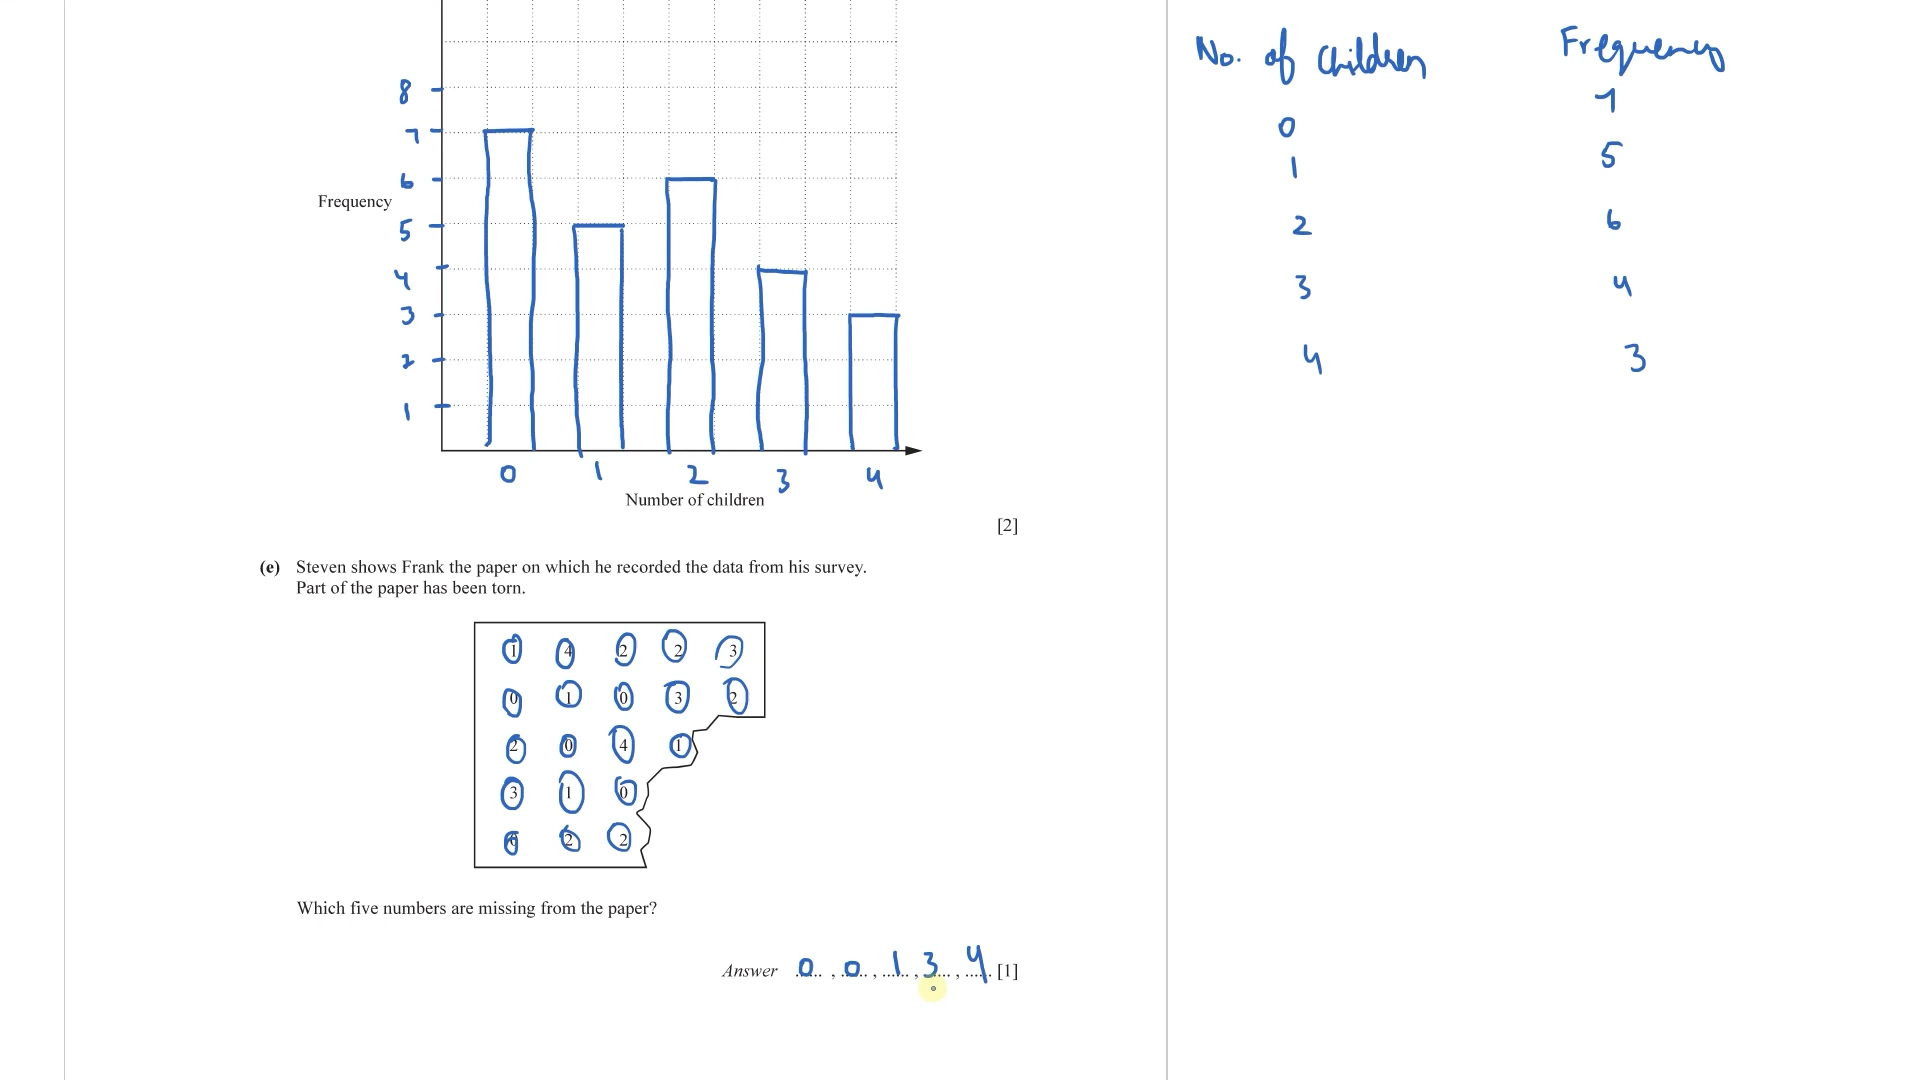 No. of Children Frequency
0 7
1 5
2 6
3 4
4 3
8
7
6
Frequency
5
4
3
2
1
0 1 2 3 4
Number of children
[2]
(e) Steven shows Frank the paper on which he recorded the data from his survey.
Part of the paper has been torn.
1 4 2 2 3
0 1 0 3 2
2 0 4 1
3 1 0
2 2
Which five numbers are missing from the paper?
Answer 0 , 0 , 1 , 3 , 4 [1]